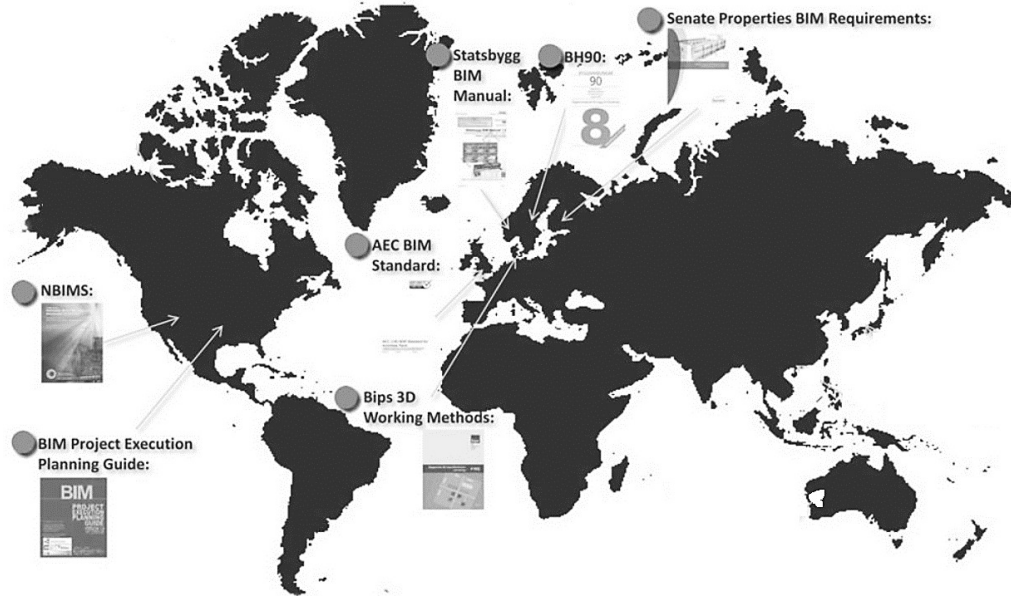 Senate Properties BIM Requirements:
Statsbygg
BIM
Manual:
BH90:
90
8
AEC BIM
Standard:
NBIMS:
Bips 3D
Working Methods:
BIM Project Execution
Planning Guide:
BIM
PROJECT
EXECUTION
PLANNING
GUIDE